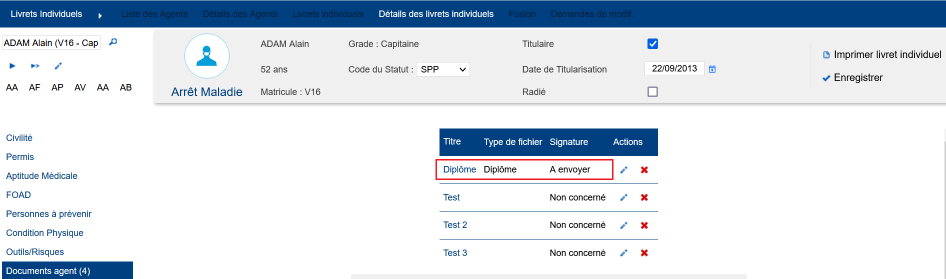 Livrets Individuels Liste des Agents Détails des Agents Livrets individuels Détails des livrets individuels Fusion Demandes de modif.
ADAM Alain (V16 - Cap
AA AF AP AV AA AB
ADAM Alain Grade : Capitaine Titulaire
52 ans Code du Statut : SPP Date de Titularisation 22/09/2013
Arrêt Maladie Matricule : V16 Radié
Imprimer livret individuel
Enregistrer
Civilité
Permis
Aptitude Médicale
FOAD
Personnes à prévenir
Condition Physique
Outils/Risques
Documents agent (4)
Titre Type de fichier Signature Actions
Diplôme Diplôme A envoyer
Test Non concerné
Test 2 Non concerné
Test 3 Non concerné